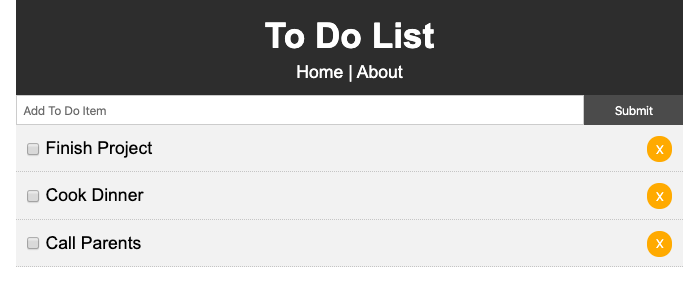 To Do List
Home | About
Add To Do Item
Submit
Finish Project
x
Cook Dinner
x
Call Parents
x